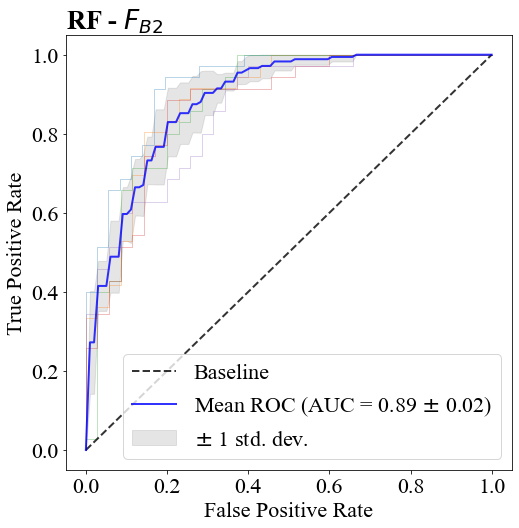 RF - F_{B2}
1.0
0.8
0.6
0.4
0.2
0.0
True Positive Rate
Baseline
Mean ROC (AUC = 0.89 ± 0.02)
± 1 std. dev.
0.0 0.2 0.4 0.6 0.8 1.0
False Positive Rate